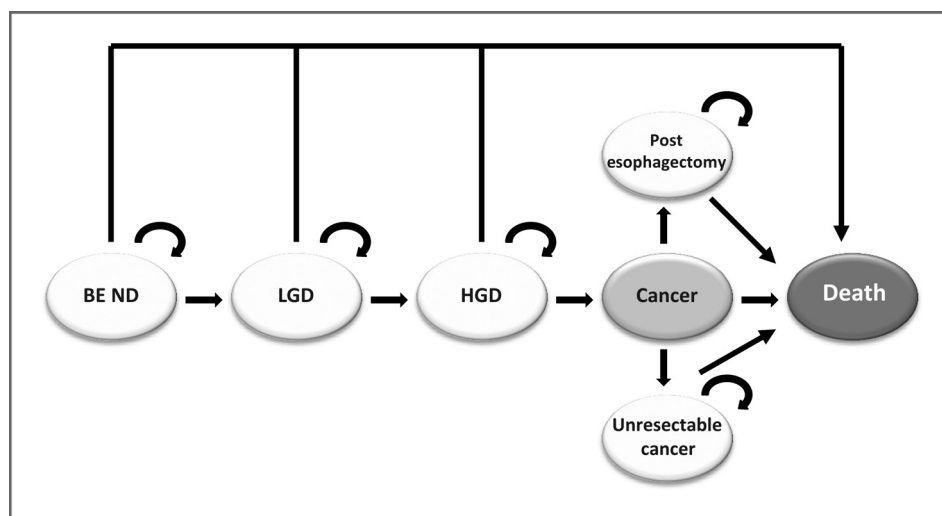 Post
esophagectomy
BE ND
LGD
HGD
Cancer
Death
Unresectable
cancer